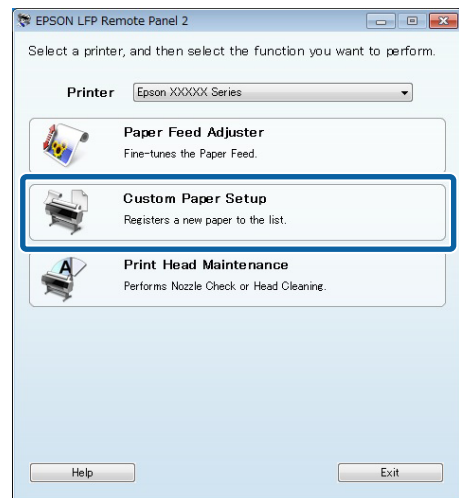 EPSON LFP Remote Panel 2
Select a printer, and then select the function you want to perform.
Printer Epson XXXXX Series
Paper Feed Adjuster
Fine-tunes the Paper Feed.
Custom Paper Setup
Registers a new paper to the list.
A
Print Head Maintenance
Performs Nozzle Check or Head Cleaning.
Help Exit